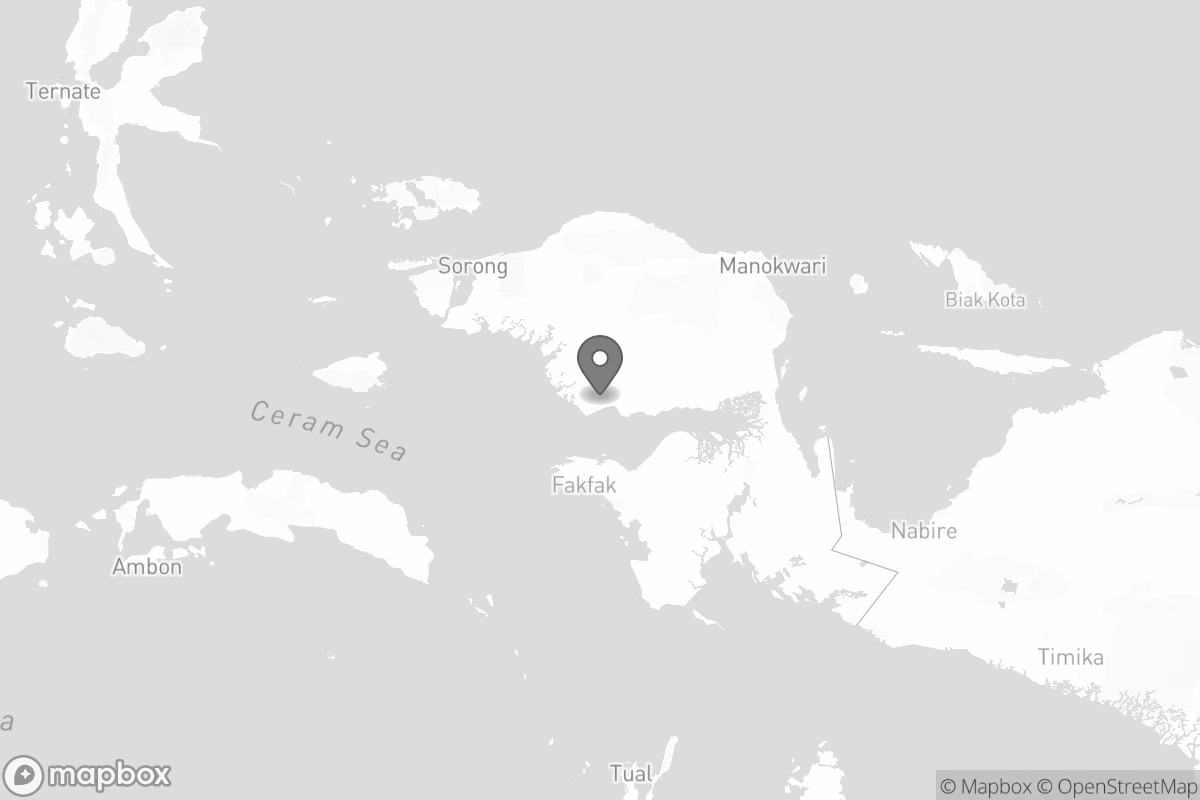 Ternate
Sorong
Manokwari
Biak Kota
Ceram Sea
Fakfak
Nabire
Ambon
Timika
a
Tual
mapbox
© Mapbox © OpenStreetMap